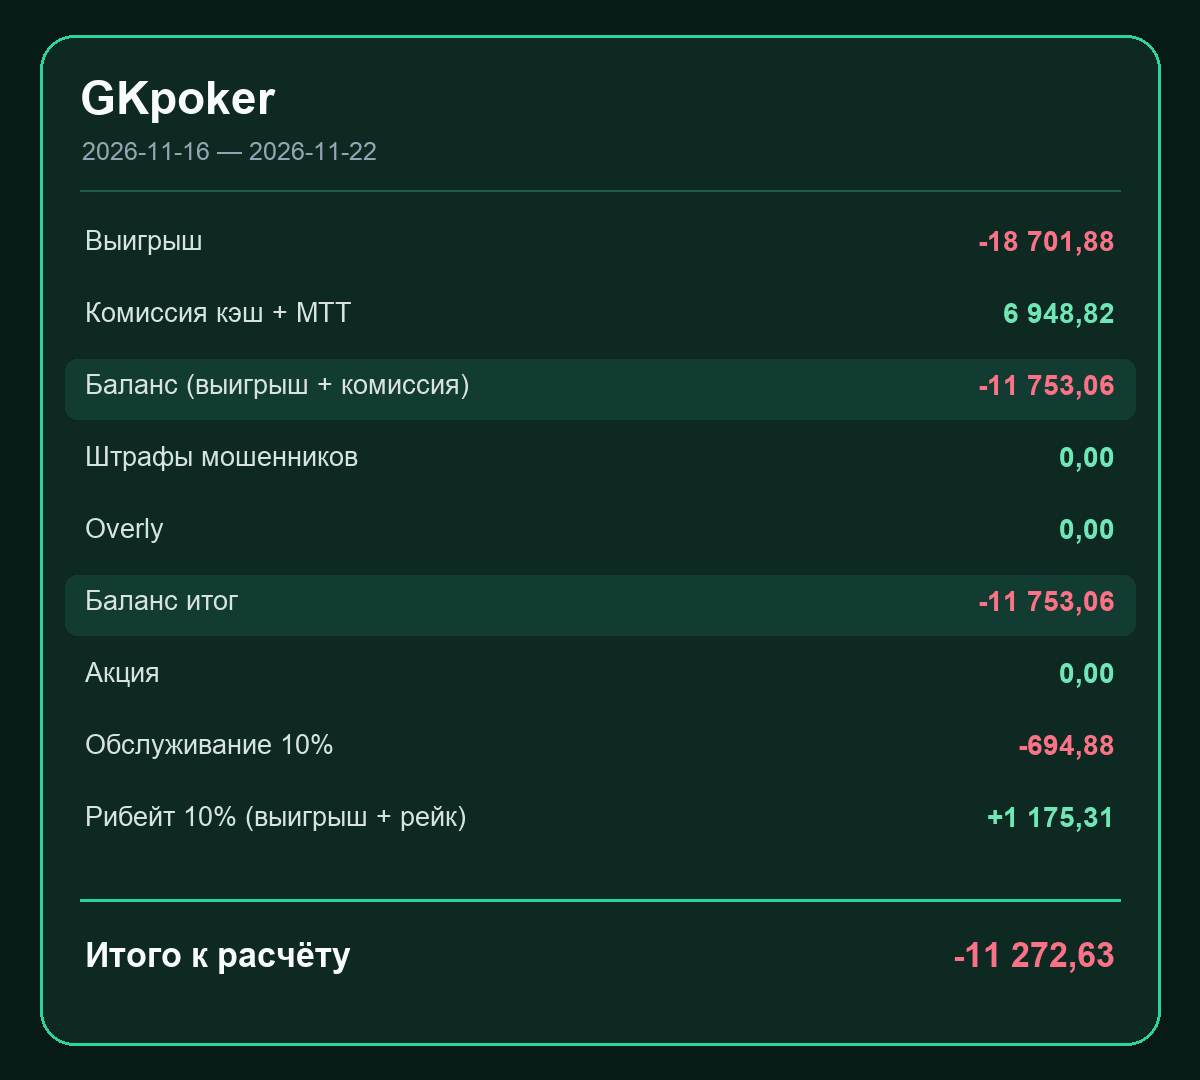 GKpoker
2026-11-16 — 2026-11-22
Выигрыш -18 701,88
Комиссия кэш + МТТ 6 948,82
Баланс (выигрыш + комиссия) -11 753,06
Штрафы мошенников 0,00
Overly 0,00
Баланс итог -11 753,06
Акция 0,00
Обслуживание 10% -694,88
Рибейт 10% (выигрыш + рейк) +1 175,31
Итого к расчёту -11 272,63